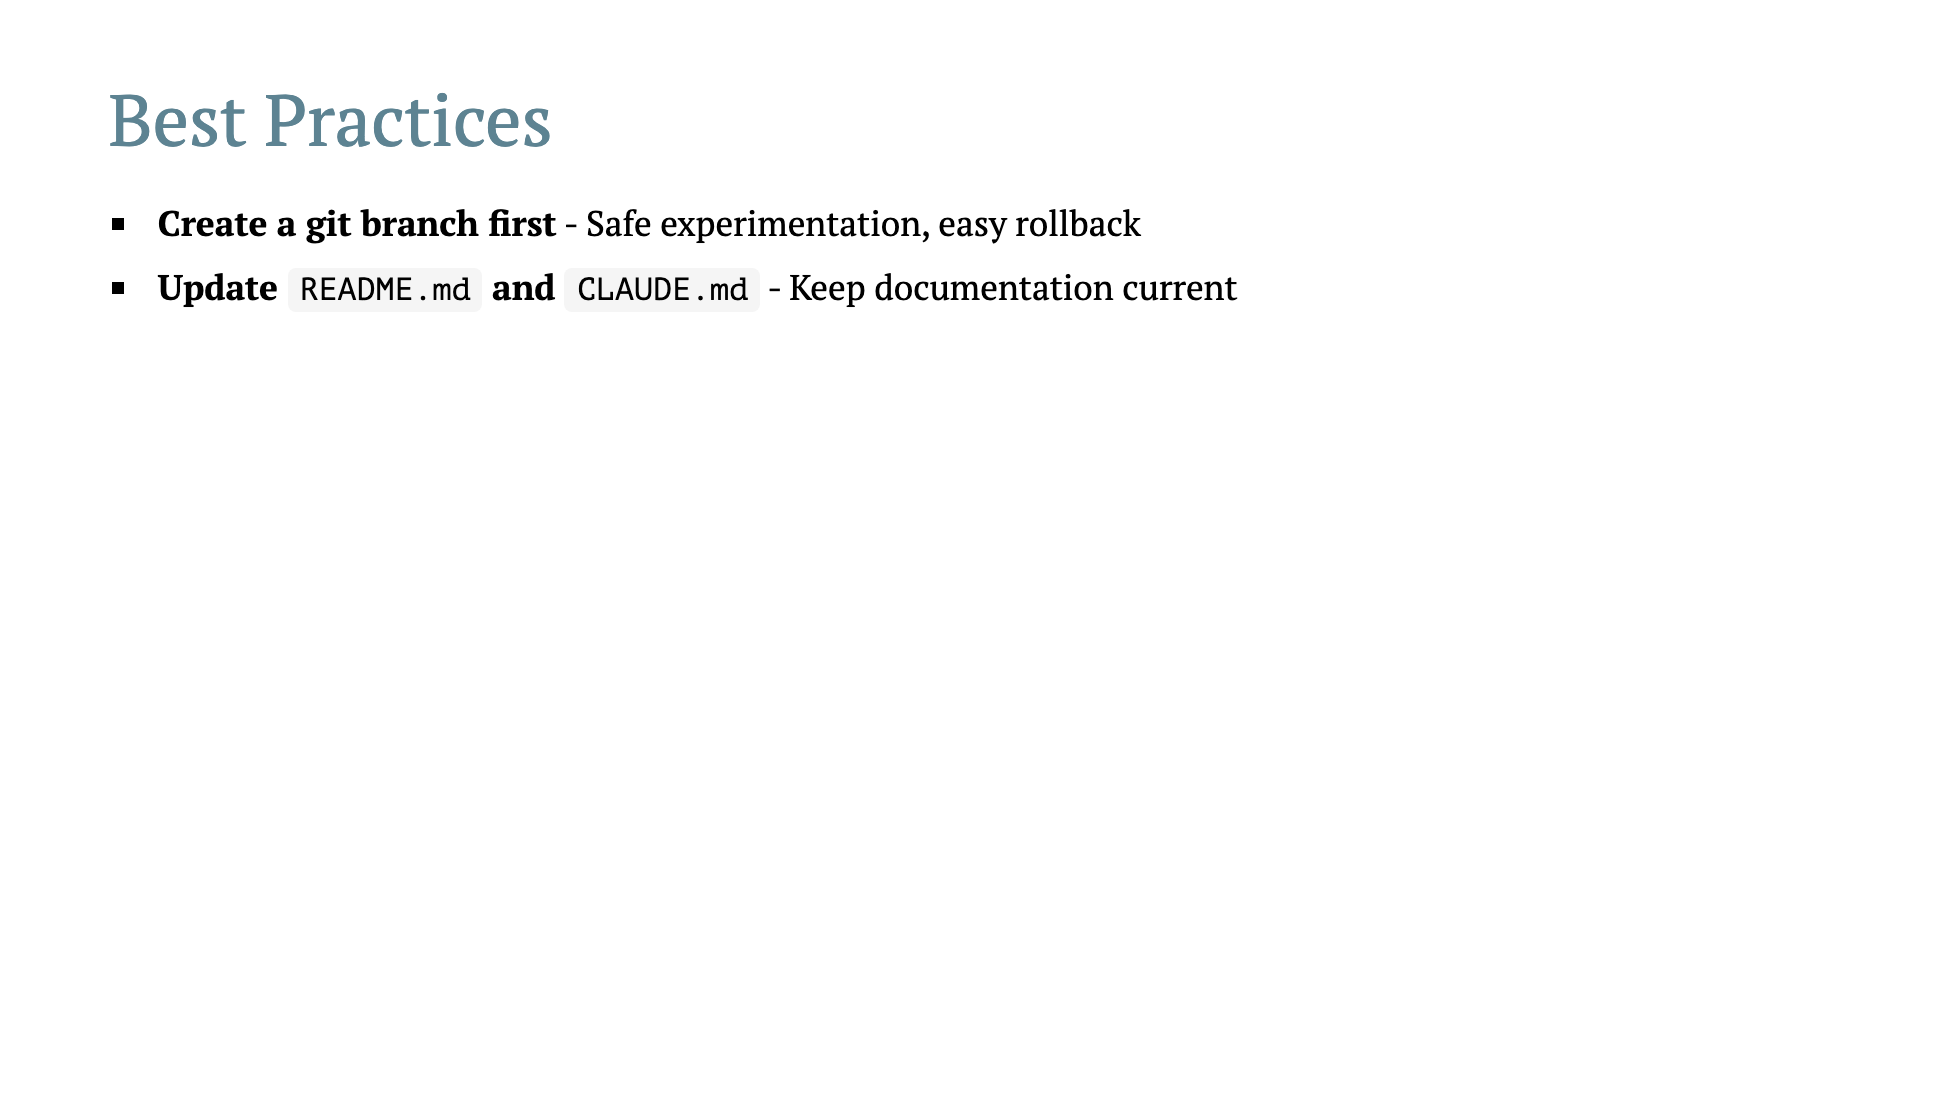 Best Practices
▪ Create a git branch first - Safe experimentation, easy rollback
▪ Update README.md and CLAUDE.md - Keep documentation current